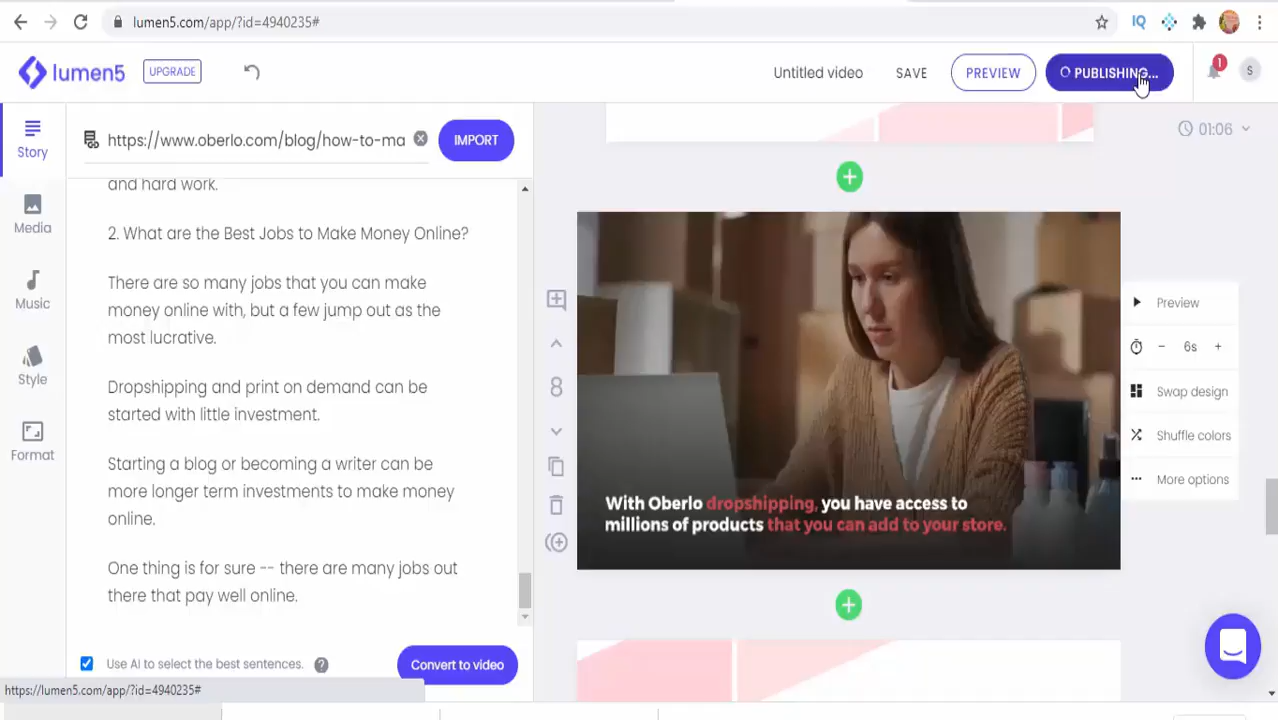 lumen5.com/app/?id=4940235#
IQ
lumen5
UPGRADE
Untitled video
SAVE
PREVIEW
PUBLISHING...
1
S
Story
Media
Music
Style
Format
https://www.oberlo.com/blog/how-to-ma
IMPORT
and hard work.
2. What are the Best Jobs to Make Money Online?
There are so many jobs that you can make
money online with, but a few jump out as the
most lucrative.
Dropshipping and print on demand can be
started with little investment.
Starting a blog or becoming a writer can be
more longer term investments to make money
online.
One thing is for sure -- there are many jobs out
there that pay well online.
Use AI to select the best sentences. ?
Convert to video
https://lumen5.com/app/?id=4940235#
01:06
8
With Oberlo dropshipping, you have access to
millions of products that you can add to your store.
Preview
− 6s +
Swap design
Shuffle colors
More options